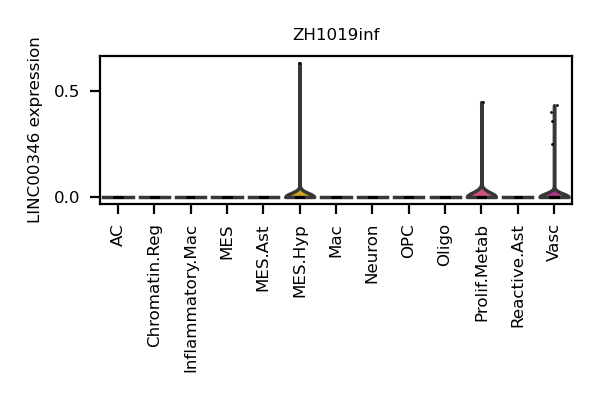 ZH1019inf
LINC00346 expression
0.5
0.0
AC
Chromatin.Reg
Inflammatory.Mac
MES
MES.Ast
MES.Hyp
Mac
Neuron
OPC
Oligo
Prolif.Metab
Reactive.Ast
Vasc